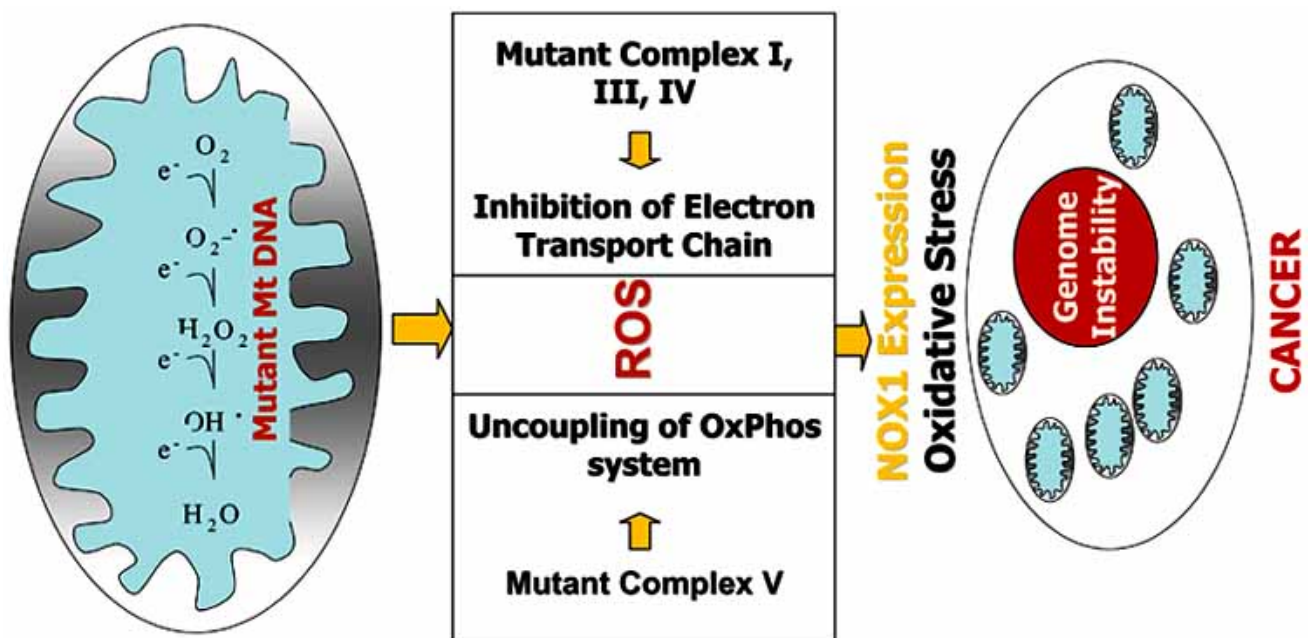 O₂
e⁻
O₂⁻•
e⁻
H₂O₂
e⁻
OH •
e⁻
H₂O
Mutant Mt DNA
Mutant Complex I,
III, IV
Inhibition of Electron
Transport Chain
ROS
Uncoupling of OxPhos
system
Mutant Complex V
NOX1 Expression
Oxidative Stress
Genome
Instability
CANCER